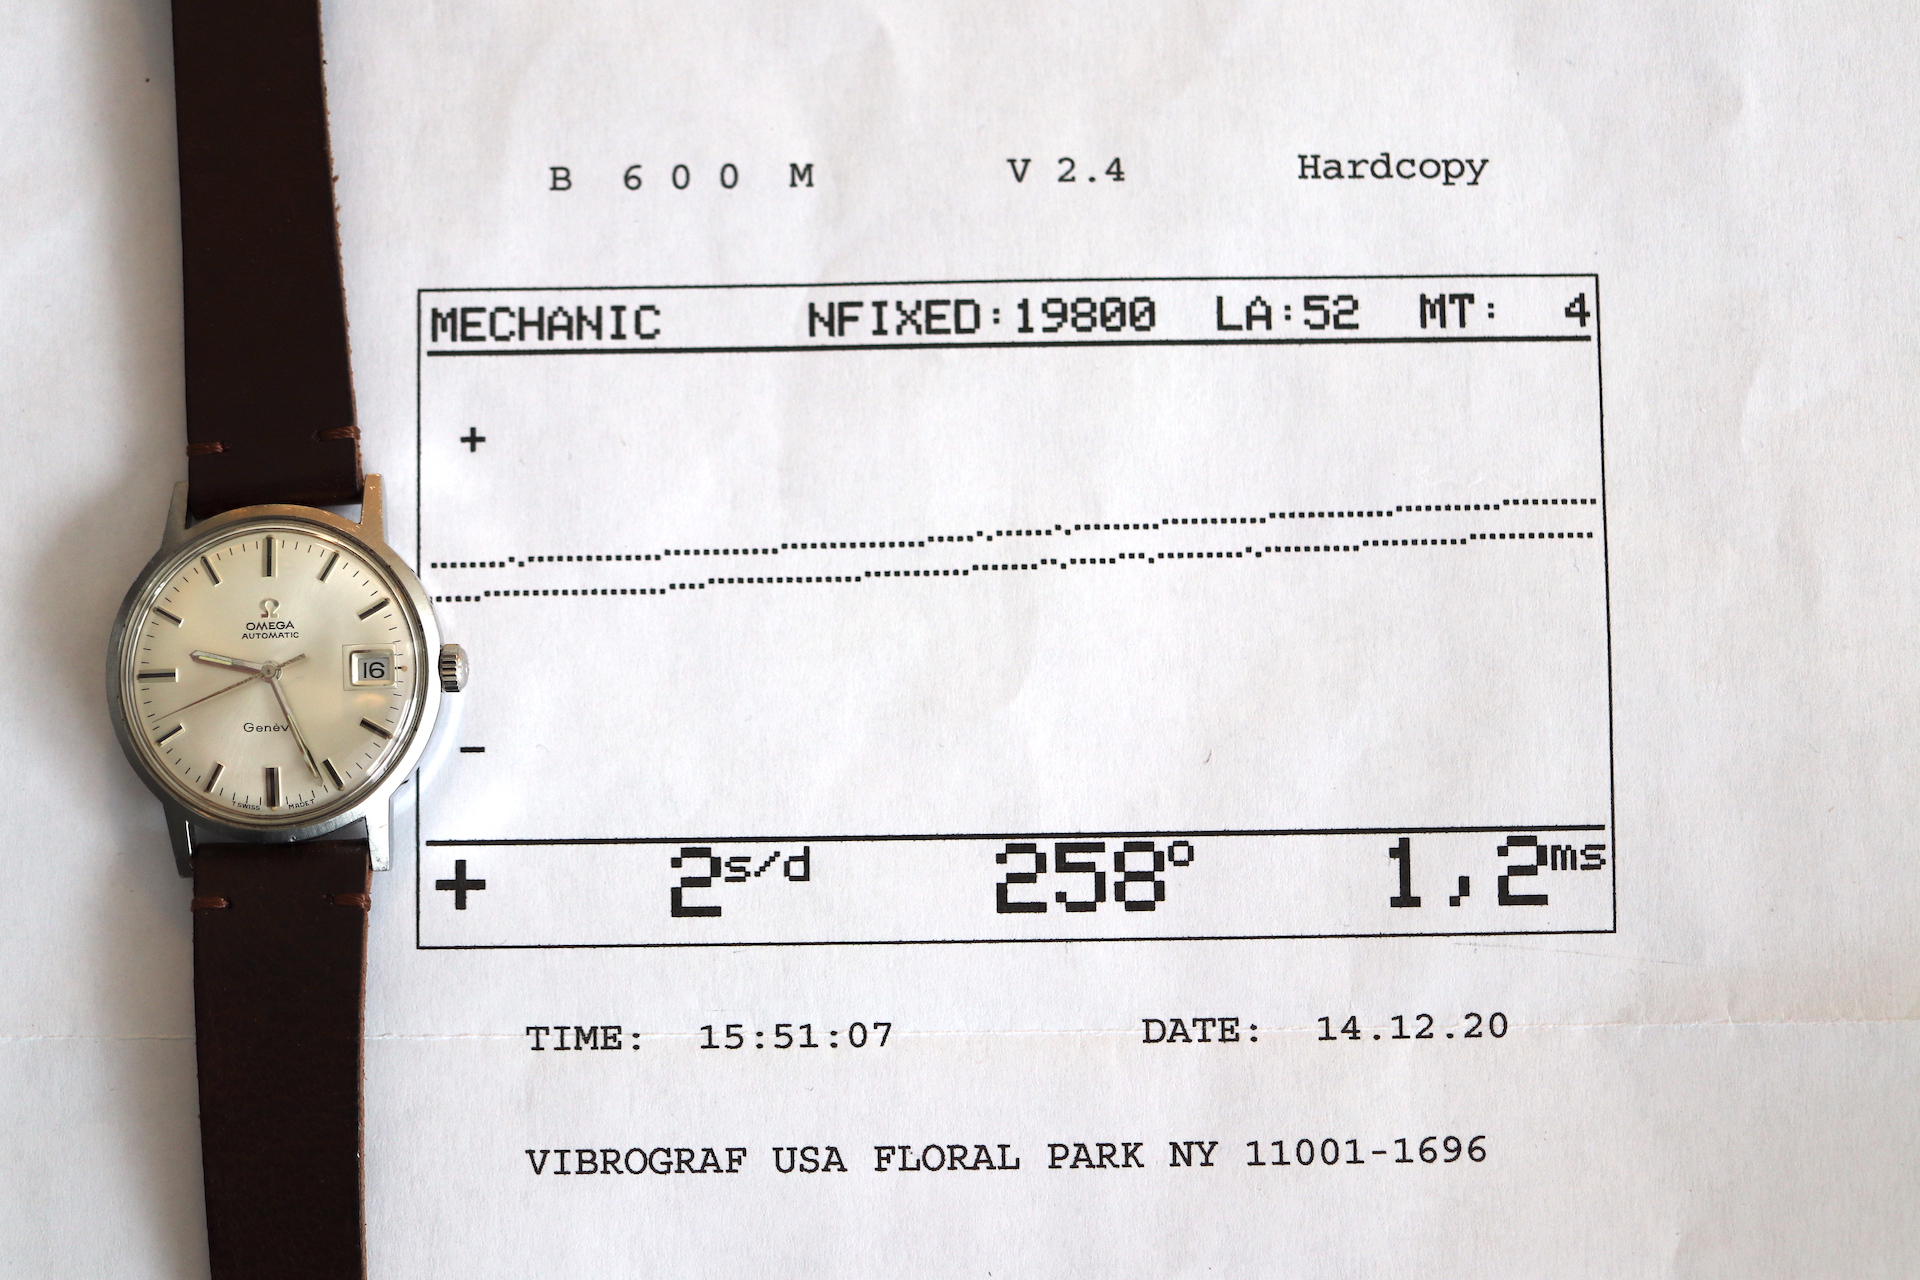 B 600 M V 2.4 Hardcopy
MECHANIC NFIXED:19800 LA:52 MT: 4
+
-
+ 2s/d 258° 1,2ms
TIME: 15:51:07 DATE: 14.12.20
VIBROGRAF USA FLORAL PARK NY 11001-1696
Ω
OMEGA
AUTOMATIC
16
Genèv
T SWISS MADE T